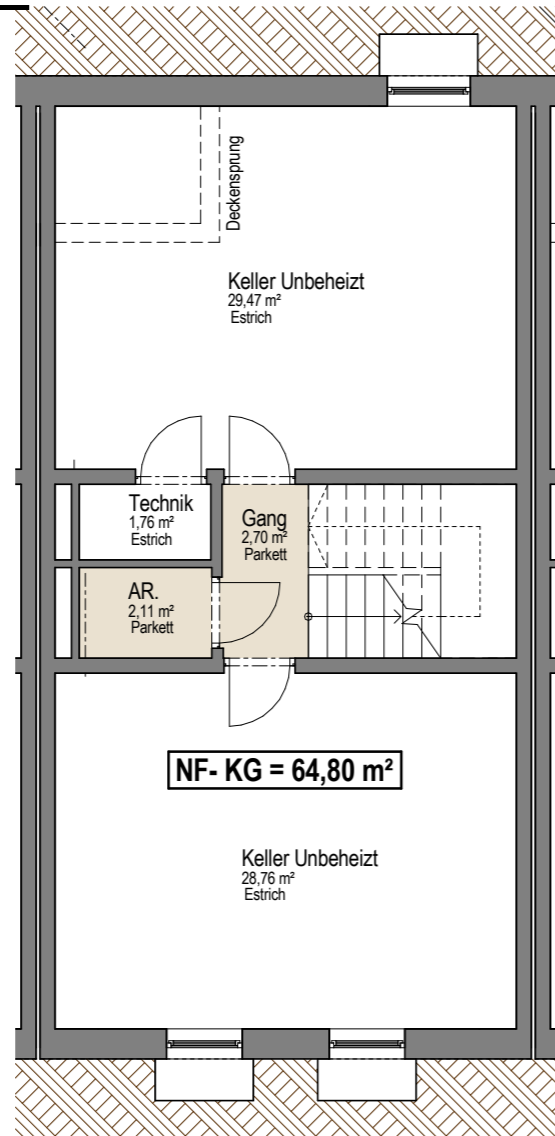 Deckensprung
Keller Unbeheizt
29,47 m²
Estrich
Technik
1,76 m²
Estrich
Gang
2,70 m²
Parkett
AR.
2,11 m²
Parkett
NF- KG = 64,80 m²
Keller Unbeheizt
28,76 m²
Estrich